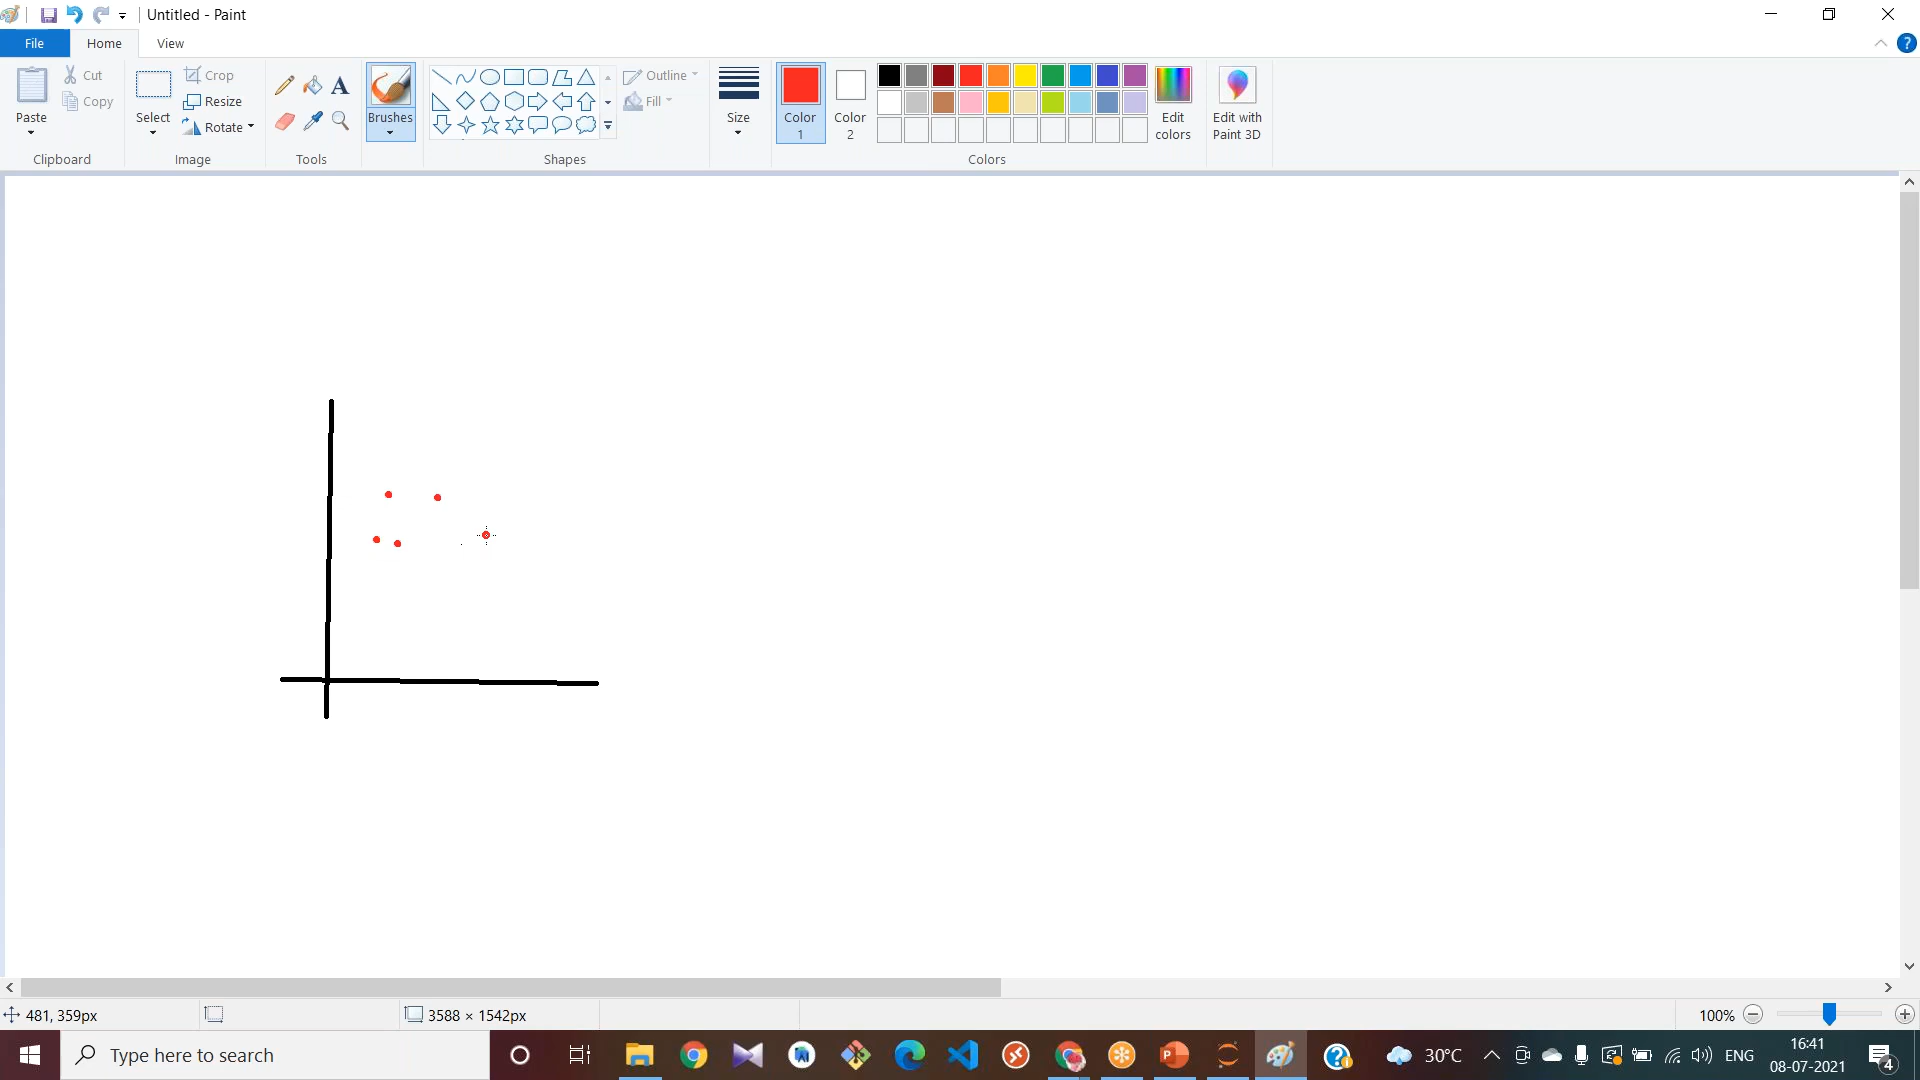 Untitled - Paint
File
Home
View
Paste
Cut
Copy
Clipboard
Select
Crop
Resize
Rotate
Image
Tools
Brushes
Shapes
Outline
Fill
Size
Color
1
Color
2
Colors
Edit
colors
Edit with
Paint 3D
481, 359px
3588 × 1542px
100%
Type here to search
30°C
ENG
16:41
08-07-2021
4